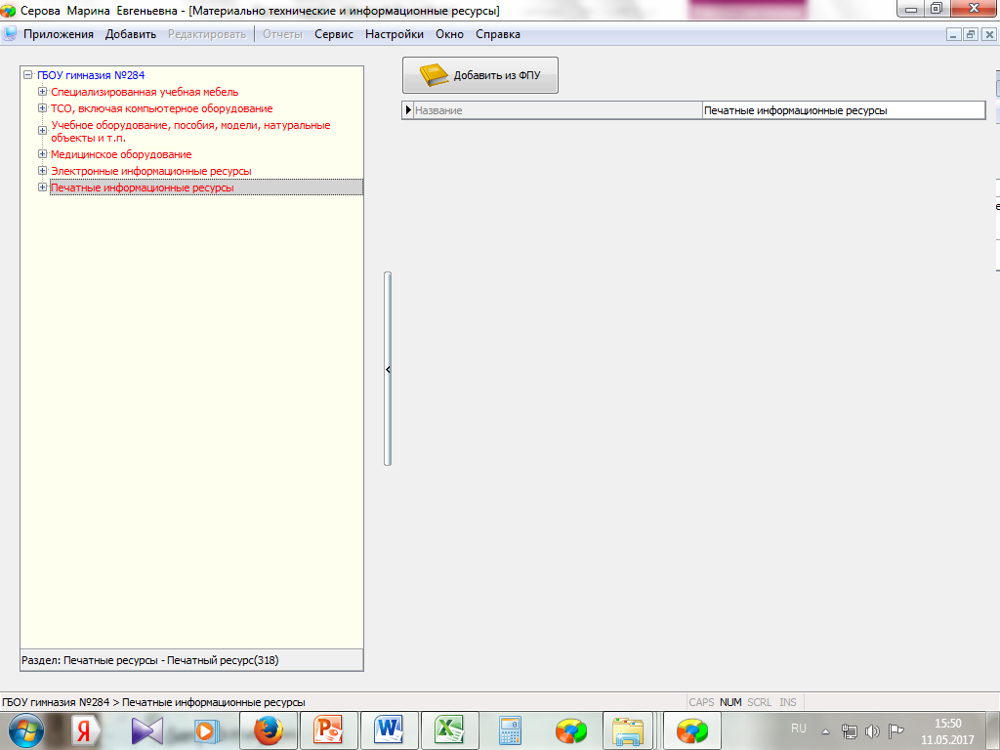 Серова Марина Евгеньевна - [Материально технические и информационные ресурсы]
Приложения Добавить Редактировать Отчеты Сервис Настройки Окно Справка
ГБОУ гимназия №284
Специализированная учебная мебель
ТСО, включая компьютерное оборудование
Учебное оборудование, пособия, модели, натуральные
объекты и т.п.
Медицинское оборудование
Электронные информационные ресурсы
Печатные информационные ресурсы
Добавить из ФПУ
Название Печатные информационные ресурсы
Раздел: Печатные ресурсы - Печатный ресурс(318)
ГБОУ гимназия №284 > Печатные информационные ресурсы
CAPS NUM SCRL INS
RU
15:50
11.05.2017